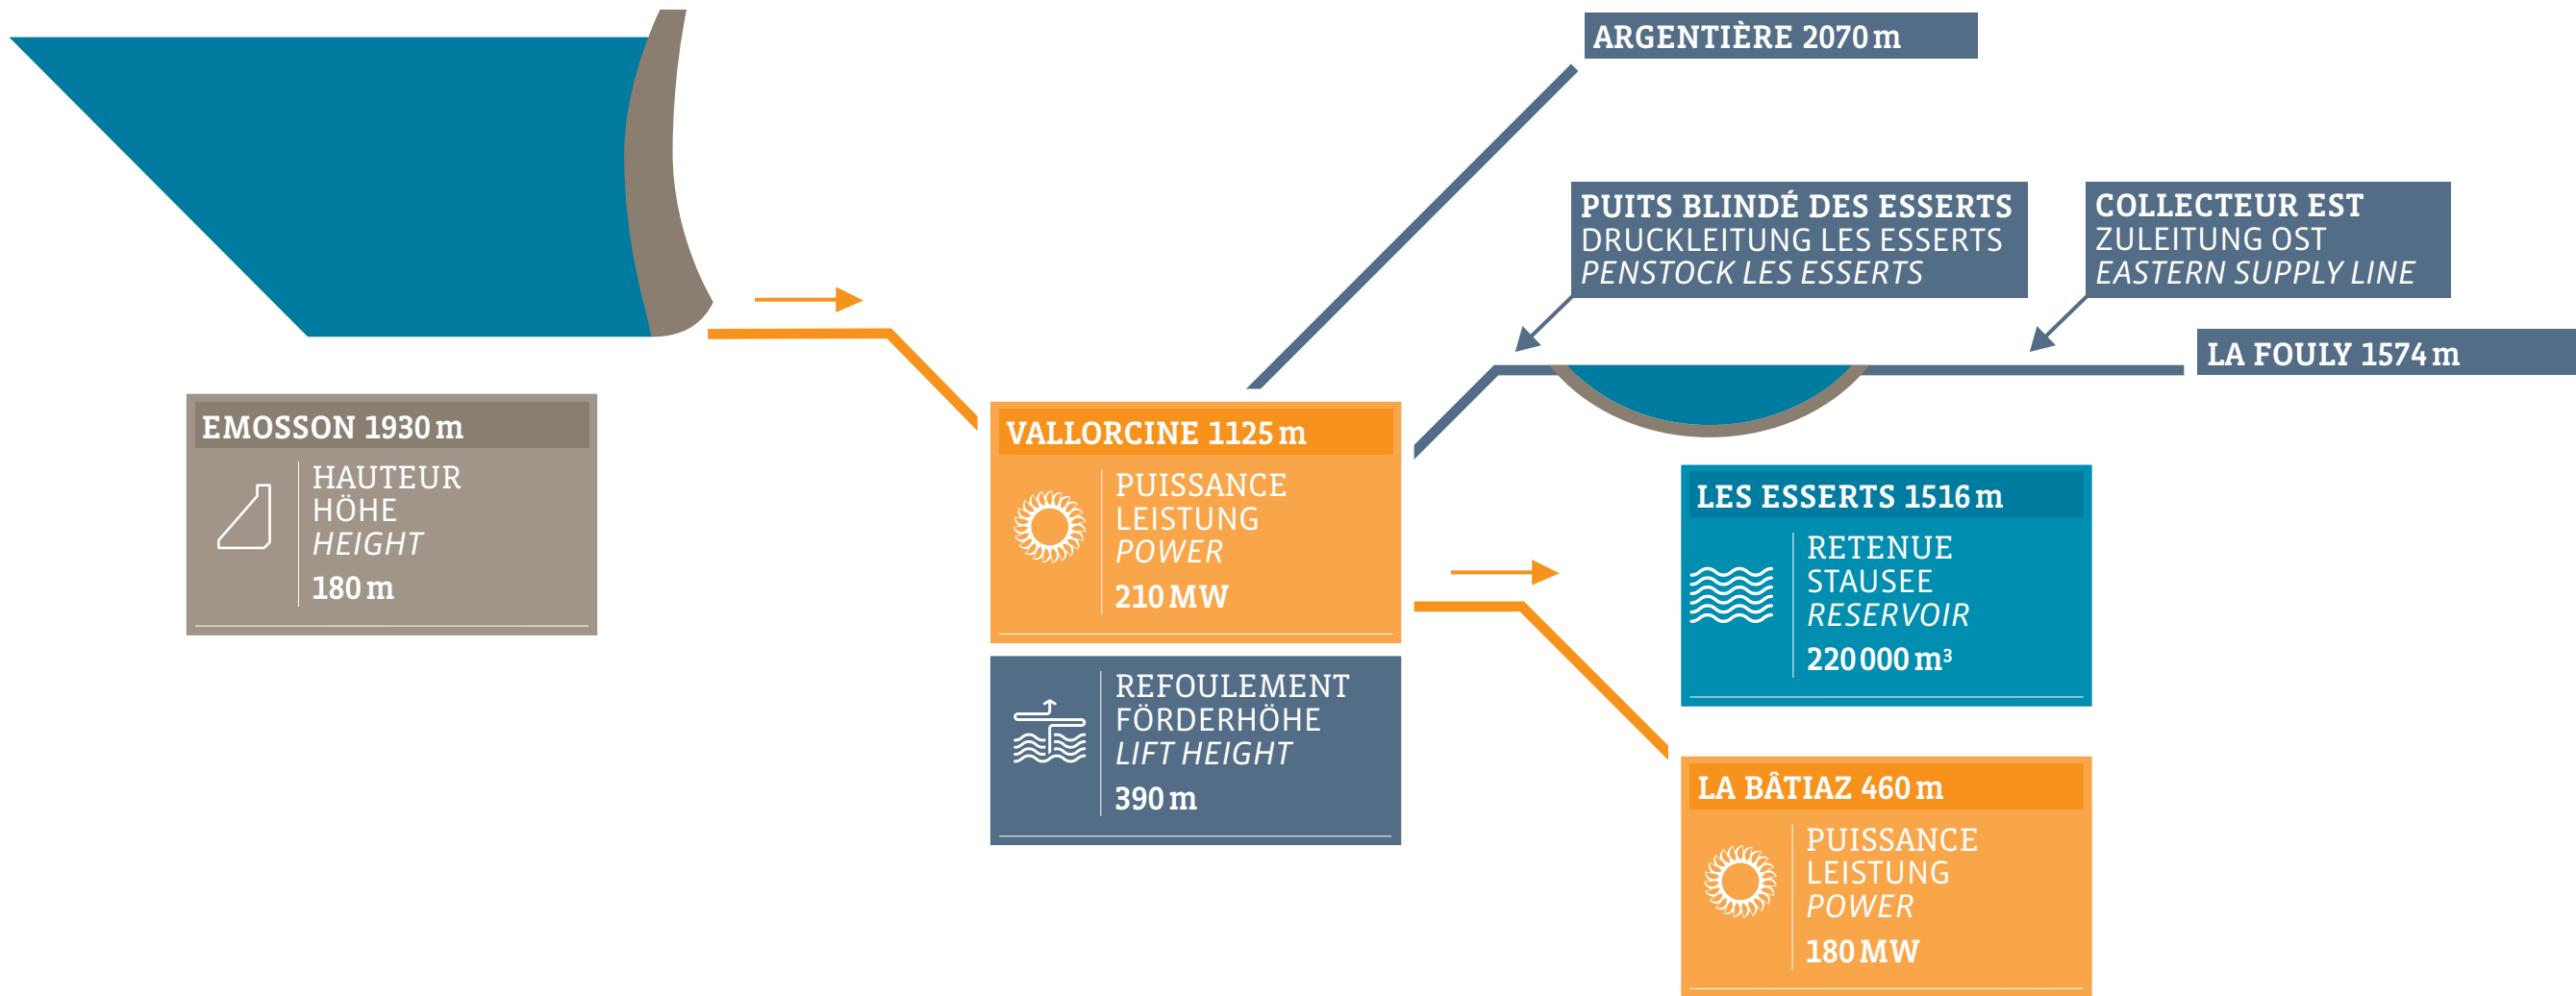 ARGENTIÈRE 2070 m
PUITS BLINDÉ DES ESSERTS
DRUCKLEITUNG LES ESSERTS
PENSTOCK LES ESSERTS
COLLECTEUR EST
ZULEITUNG OST
EASTERN SUPPLY LINE
LA FOULY 1574 m
EMOSSON 1930 m
HAUTEUR
HÖHE
HEIGHT
180 m
VALLORCINE 1125 m
PUISSANCE
LEISTUNG
POWER
210 MW
REFOULEMENT
FÖRDERHÖHE
LIFT HEIGHT
390 m
LES ESSERTS 1516 m
RETENUE
STAUSEE
RESERVOIR
220 000 m³
LA BÂTIAZ 460 m
PUISSANCE
LEISTUNG
POWER
180 MW